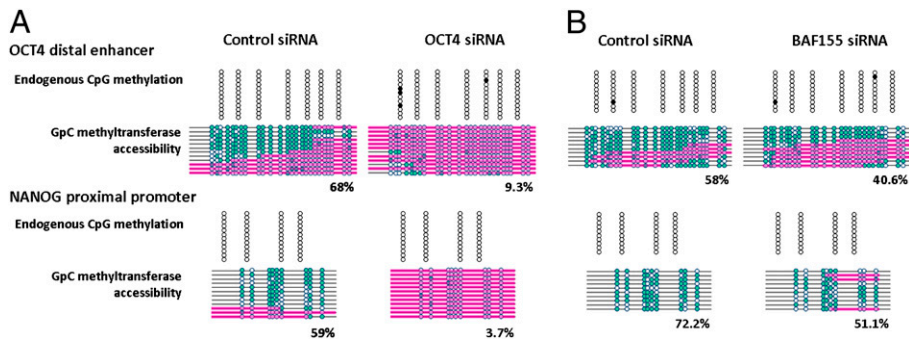 A
B
Control siRNA
OCT4 siRNA
Control siRNA
BAF155 siRNA
OCT4 distal enhancer
Endogenous CpG methylation
GpC methyltransferase
accessibility
68%
9.3%
58%
40.6%
NANOG proximal promoter
Endogenous CpG methylation
GpC methyltransferase
accessibility
59%
3.7%
72.2%
51.1%